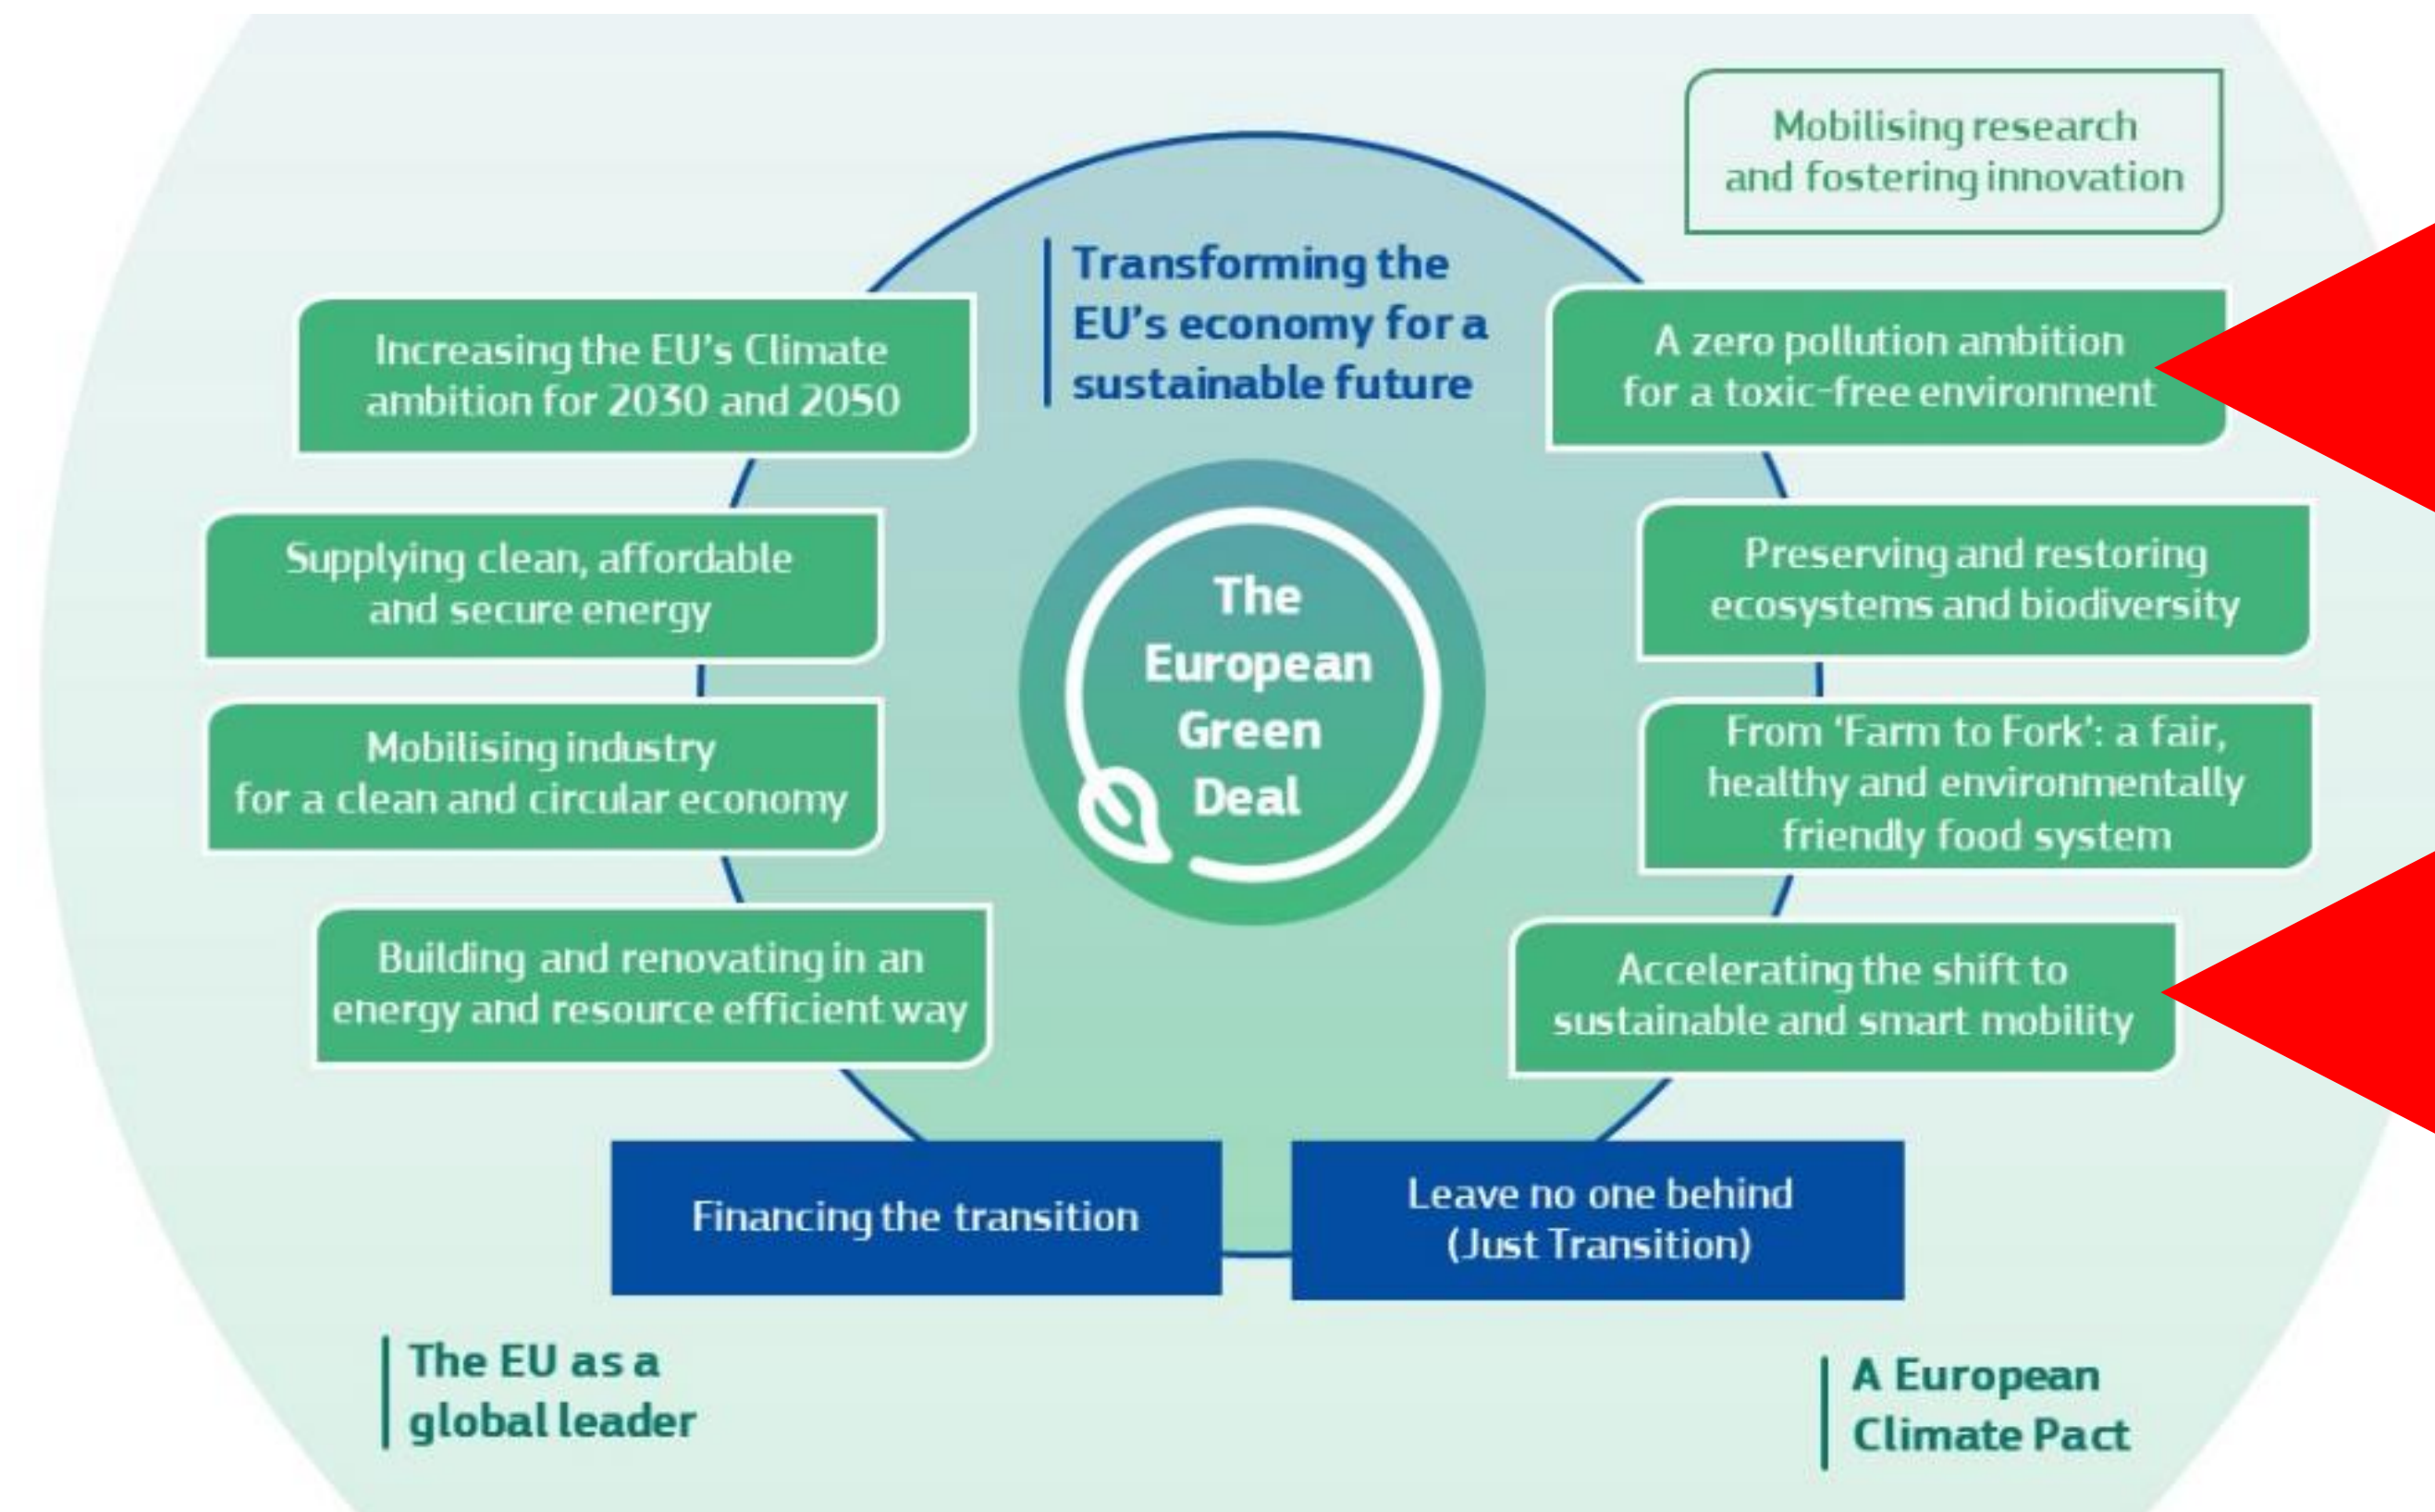 Mobilising research
and fostering innovation
Transforming the
EU's economy for a
sustainable future
Increasing the EU's Climate
ambition for 2030 and 2050
Supplying clean, affordable
and secure energy
Mobilising industry
for a clean and circular economy
Building and renovating in an
energy and resource efficient way
The
European
Green
Deal
A zero pollution ambition
for a toxic-free environment
Preserving and restoring
ecosystems and biodiversity
From ‘Farm to Fork’: a fair,
healthy and environmentally
friendly food system
Accelerating the shift to
sustainable and smart mobility
Financing the transition
Leave no one behind
(Just Transition)
The EU as a
global leader
A European
Climate Pact